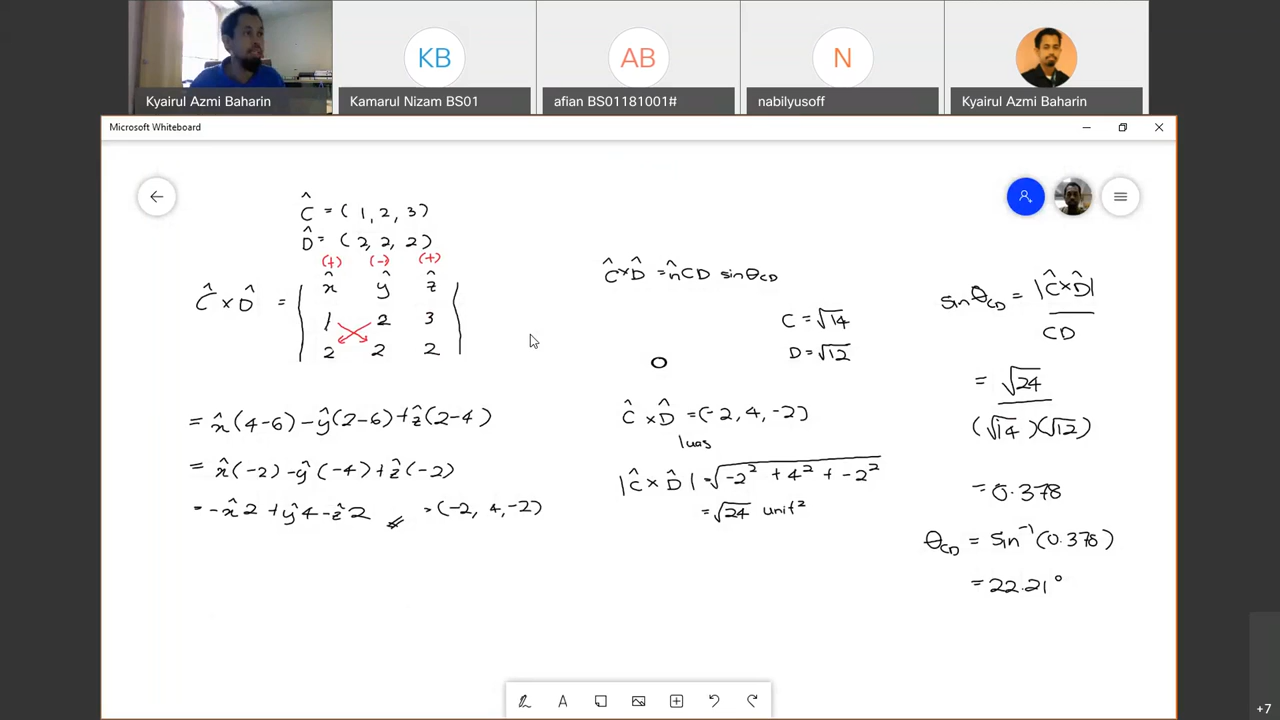 KB
AB
N
Kyairul Azmi Baharin
Kamarul Nizam BS01
afian BS01181001#
nabilyusoff
Kyairul Azmi Baharin
Microsoft Whiteboard
Ĉ = ( 1, 2, 3)
D̂ = ( 2, 2, 2)
(+) (-) (+)
Ĉ × D̂ = | x̂ ŷ ẑ |
1 2 3
2 2 2
= x̂(4-6) - ŷ(2-6) + ẑ(2-4)
= x̂(-2) - ŷ(-4) + ẑ(-2)
= -x̂2 + ŷ4 - ẑ2 = (-2, 4, -2)
Ĉ×D̂ = n̂CD sinθCD
C = √14
D = √12
O
Ĉ × D̂ = (-2, 4, -2)
luas
|Ĉ × D̂| = √-2² + 4² + -2²
= √24 unit²
sinθCD = |Ĉ×D̂|
CD
= √24
(√14)(√12)
= 0.378
θCD = sin⁻¹(0.378)
= 22.21°
+7